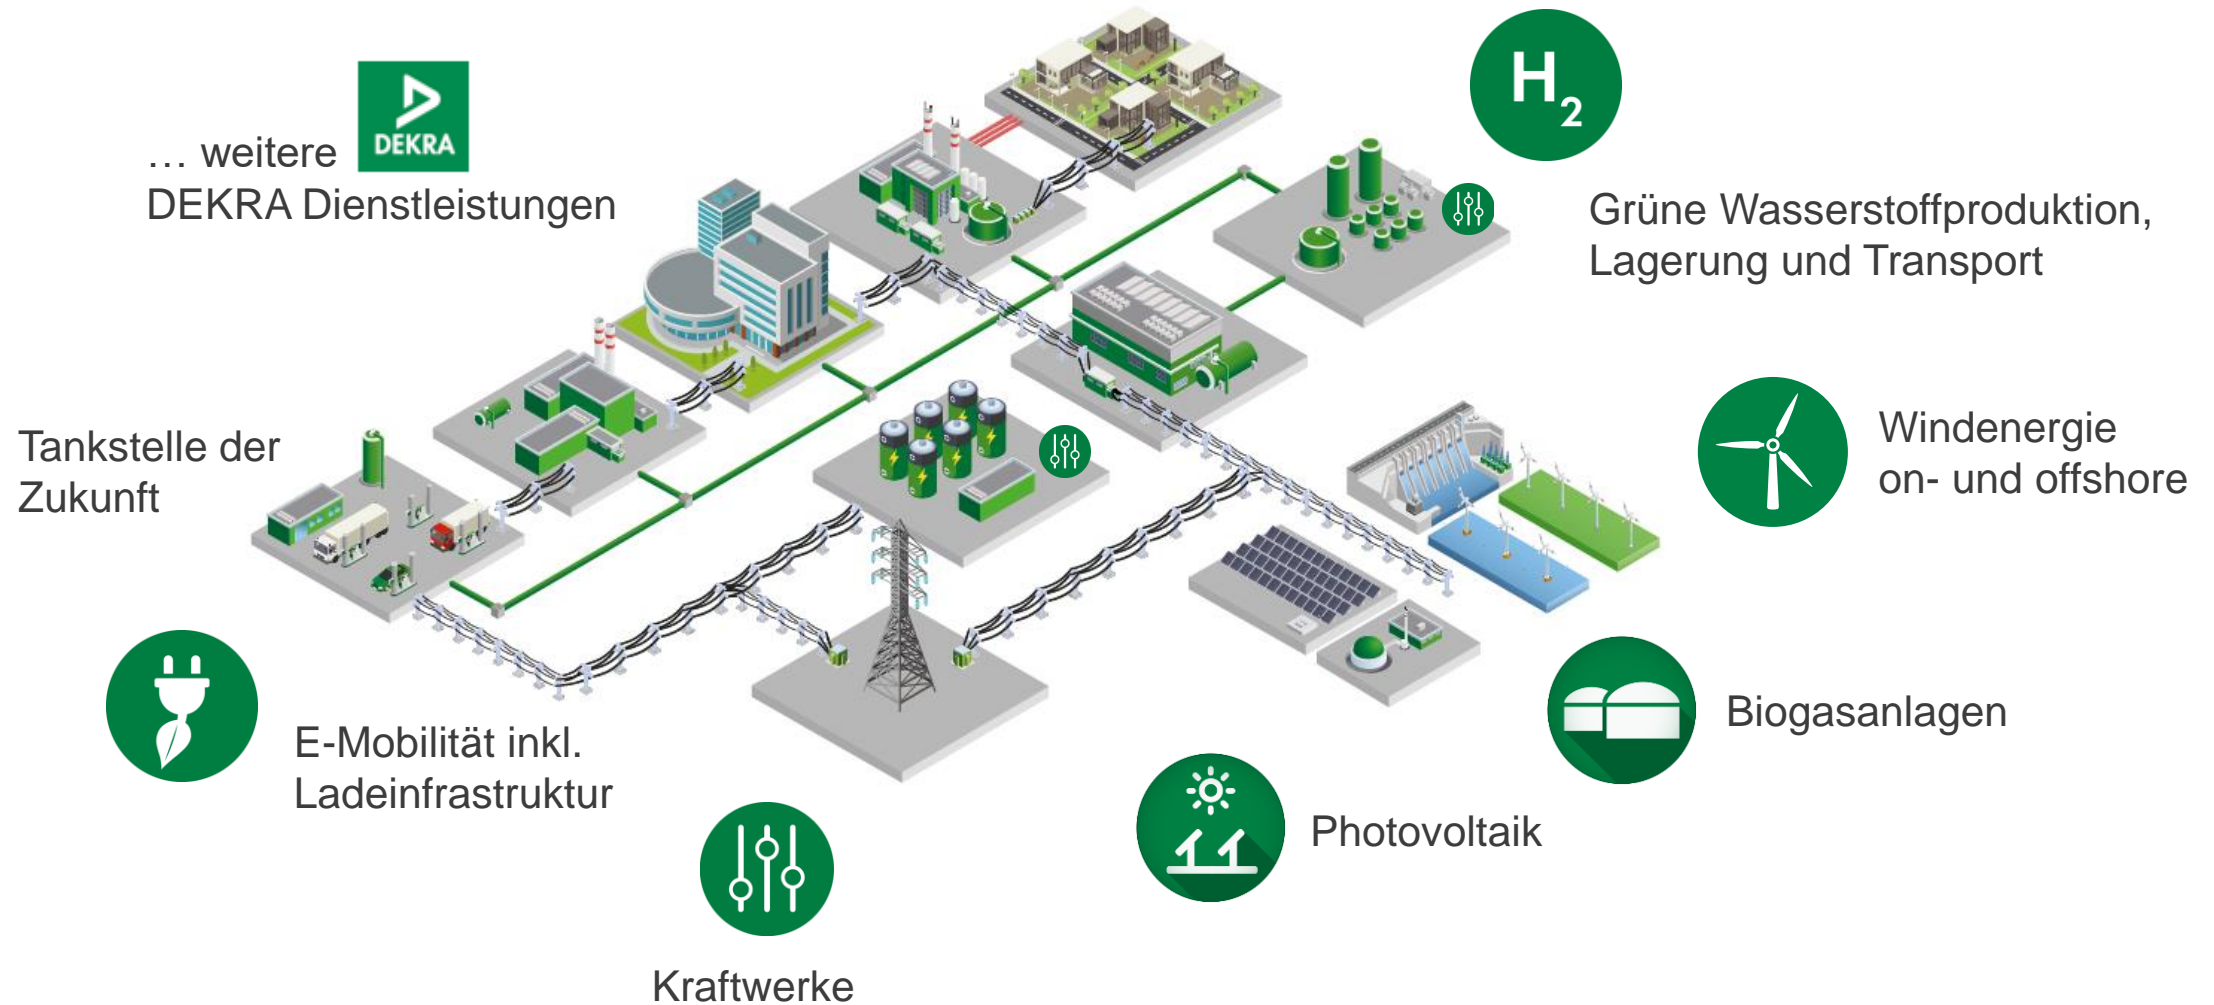 … weitere
DEKRA
DEKRA Dienstleistungen
H₂
Grüne Wasserstoffproduktion,
Lagerung und Transport
Tankstelle der
Zukunft
Windenergie
on- und offshore
E-Mobilität inkl.
Ladeinfrastruktur
Biogasanlagen
Photovoltaik
Kraftwerke